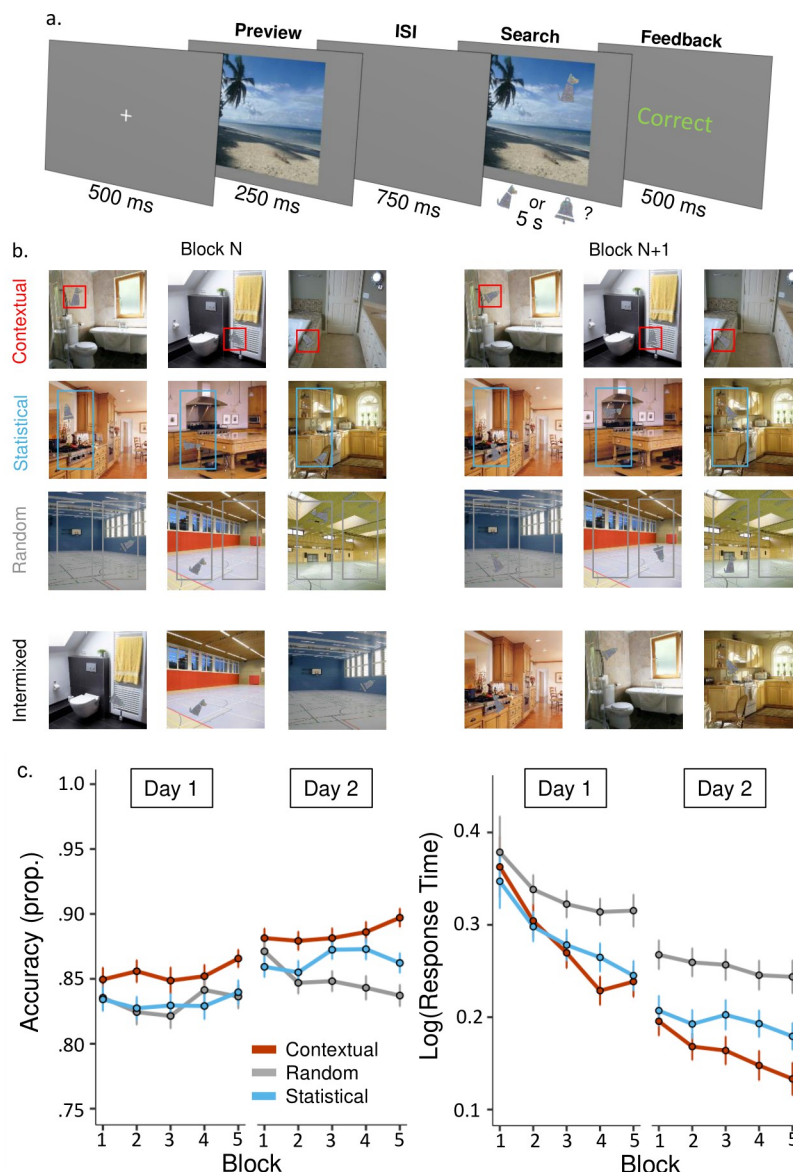 a.
Preview ISI Search Feedback
Correct
500 ms 250 ms 750 ms or ? 500 ms
5 s
b.
Block N Block N+1
Contextual
Statistical
Random
Intermixed
c.
Day 1 Day 2
Accuracy (prop.)
1.0
.95
.90
.85
.80
.75
Contextual
Random
Statistical
1 2 3 4 5 1 2 3 4 5
Block
Day 1 Day 2
Log(Response Time)
0.4
0.3
0.2
0.1
1 2 3 4 5 1 2 3 4 5
Block